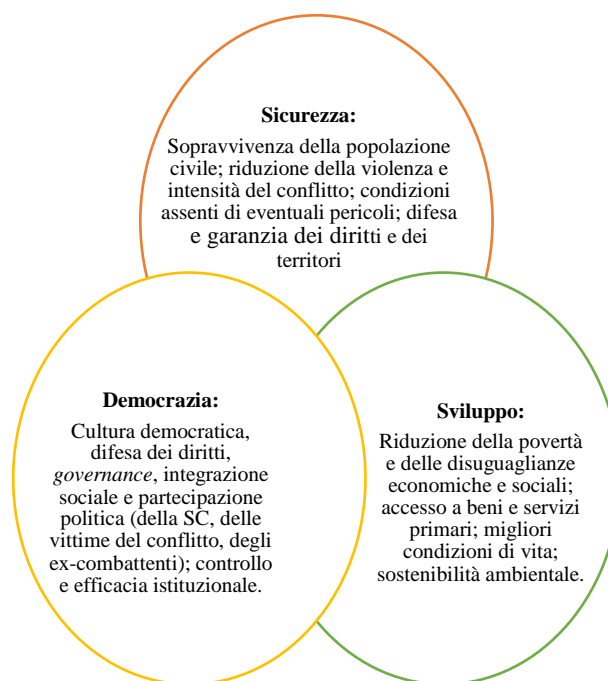 Sicurezza:
Sopravvivenza della popolazione
civile; riduzione della violenza e
intensità del conflitto; condizioni
assenti di eventuali pericoli; difesa
e garanzia dei diritti e dei
territori
Democrazia:
Cultura democratica,
difesa dei diritti,
governance, integrazione
sociale e partecipazione
politica (della SC, delle
vittime del conflitto, degli
ex-combattenti); controllo
e efficacia istituzionale.
Sviluppo:
Riduzione della povertà
e delle disuguaglianze
economiche e sociali;
accesso a beni e servizi
primari; migliori
condizioni di vita;
sostenibilità ambientale.